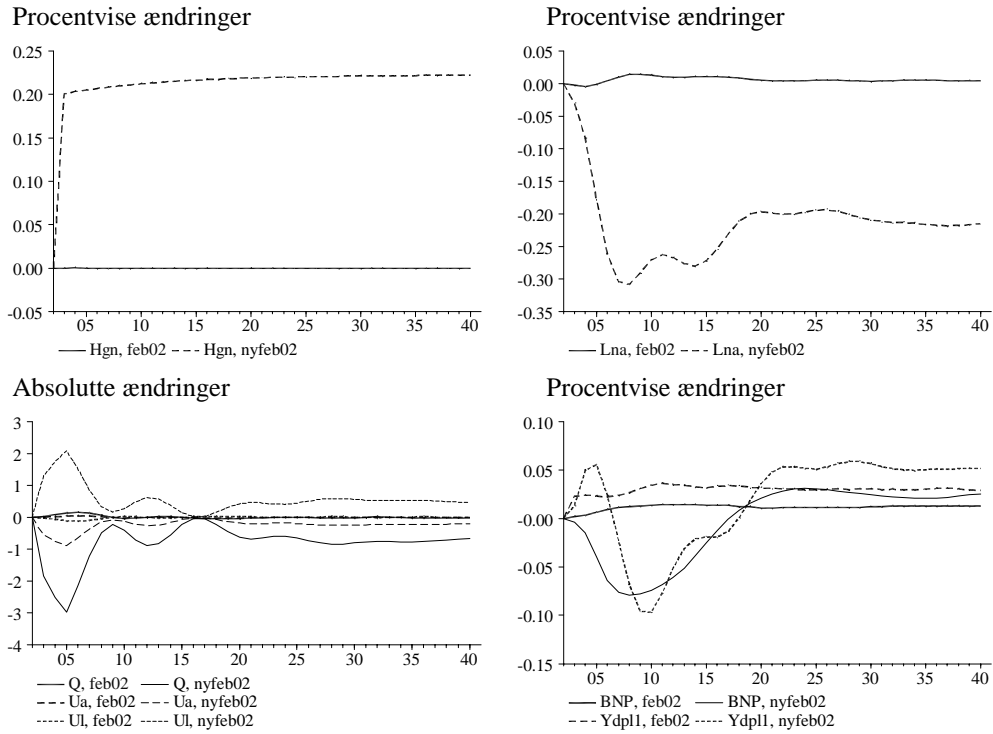 Procentvise ændringer
0.25
0.20
0.15
0.10
0.05
0.00
-0.05
05 10 15 20 25 30 35 40
Hgn, feb02 Hgn, nyfeb02
Procentvise ændringer
0.05
0.00
-0.05
-0.10
-0.15
-0.20
-0.25
-0.30
-0.35
05 10 15 20 25 30 35 40
Lna, feb02 Lna, nyfeb02
Absolutte ændringer
3
2
1
0
-1
-2
-3
-4
05 10 15 20 25 30 35 40
Q, feb02 Q, nyfeb02
Ua, feb02 Ua, nyfeb02
Ul, feb02 Ul, nyfeb02
Procentvise ændringer
0.10
0.05
-0.00
-0.05
-0.10
-0.15
05 10 15 20 25 30 35 40
BNP, feb02 BNP, nyfeb02
Ydpl1, feb02 Ydpl1, nyfeb02